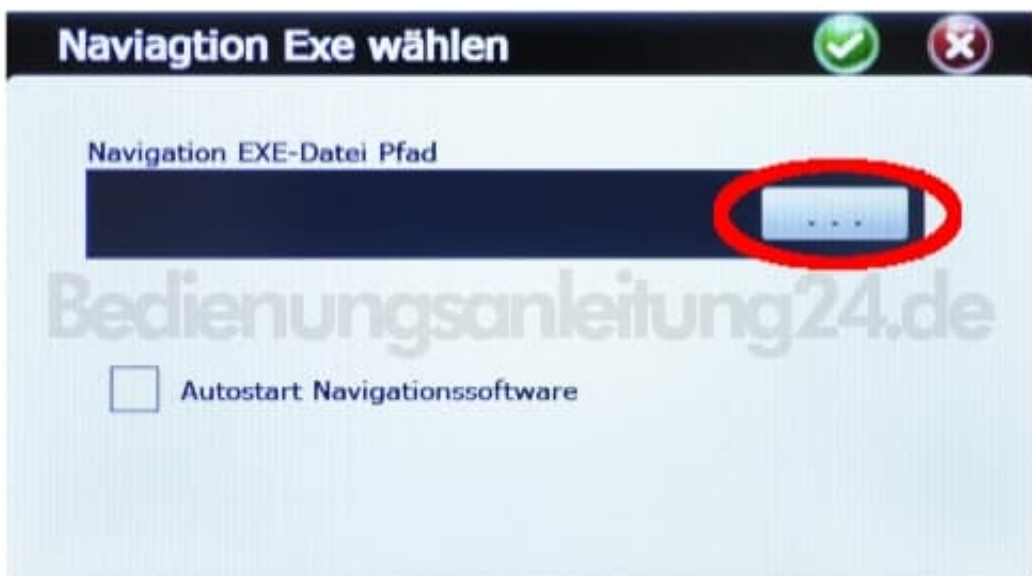 Naviagtion Exe wählen
Navigation EXE-Datei Pfad
...
Bedienungsanleitung24.de
Autostart Navigationssoftware